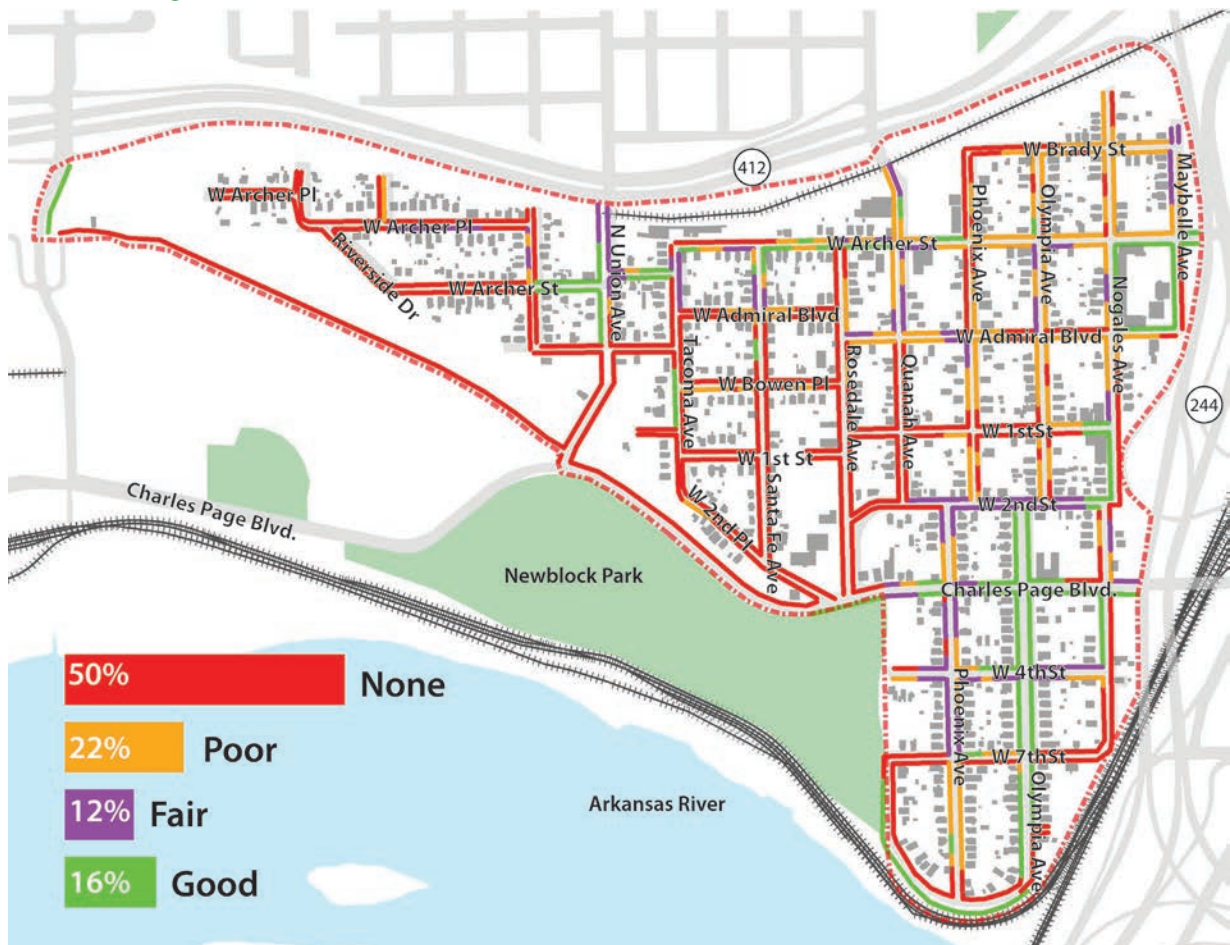 412
W Brady St
W Archer Pl
Maybelle Ave
W Archer Pl
Phoenix Ave
Olympia Ave
N Union Ave
W Archer St
Riverside Dr
W Archer St
Nogales Ave
W Admiral Blvd
W Admiral Blvd
Tacoma Ave
Rosedale Ave
Quanah Ave
W Bowen Pl
244
W 1stSt
W 1st St
Santa Fe Ave
W 2nd Pl
W 2ndSt
Charles Page Blvd.
Newblock Park
Charles Page Blvd.
50%
None
W 4thSt
Phoenix Ave
22%
Poor
W 7thSt
Olympia Ave
Arkansas River
12%
Fair
16%
Good